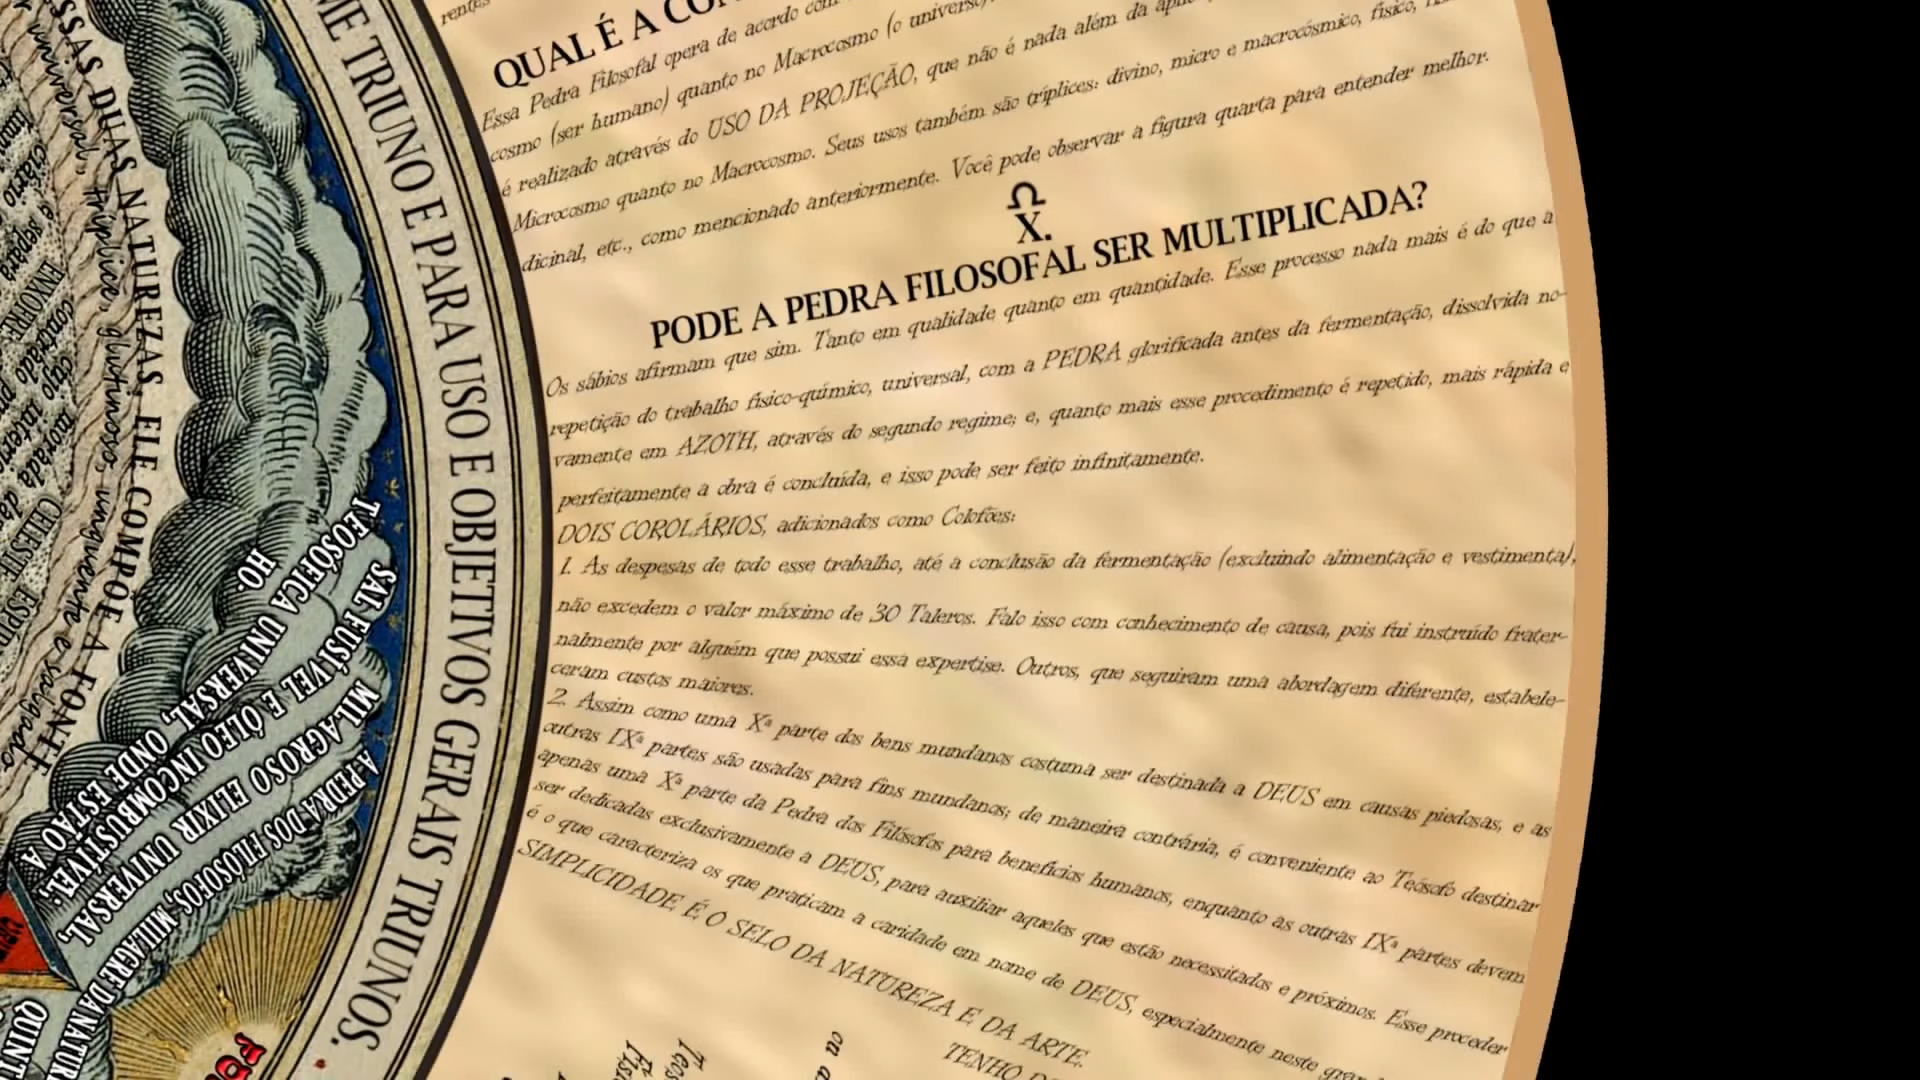 rentes
QUAL É A
Essa Pedra Filosofal opera de acordo com
cosmo (ser humano) quanto no Macrocosmo (o universo).
é realizado através do USO DA PROJEÇÃO, que não é nada além da
Microcosmo quanto no Macrocosmo. Seus usos também são tríplices: divino, micro e macrocósmico, físico,
dicinal, etc., como mencionado anteriormente. Você pode observar a figura quarta para entender melhor.
♎
X.
PODE A PEDRA FILOSOFAL SER MULTIPLICADA?
Os sábios afirmam que sim. Tanto em qualidade quanto em quantidade. Esse processo nada mais é do que a
repetição do trabalho físico-químico, universal, com a PEDRA glorificada antes da fermentação, dissolvida no-
vamente em AZOTH, através do segundo regime; e, quanto mais esse procedimento é repetido, mais rápida e
perfeitamente a obra é concluída, e isso pode ser feito infinitamente.
DOIS COROLÁRIOS, adicionados como Colofões:
1. As despesas de todo esse trabalho, até a conclusão da fermentação (excluindo alimentação e vestimenta),
não excedem o valor máximo de 30 Taleros. Falo isso com conhecimento de causa, pois fui instruído frater-
nalmente por alguém que possui essa expertise. Outros, que seguiram uma abordagem diferente, estabele-
ceram custos maiores.
2. Assim como uma Xª parte dos bens mundanos costuma ser destinada a DEUS em causas piedosas, e as
outras IXª partes são usadas para fins mundanos; de maneira contrária, é conveniente ao Teósofo destinar
apenas uma Xª parte da Pedra dos Filósofos para benefícios humanos, enquanto as outras IXª partes devem
ser dedicadas exclusivamente a DEUS, para auxiliar aqueles que estão necessitados e próximos. Esse proceder
é o que caracteriza os que praticam a caridade em nome de DEUS, especialmente neste
SIMPLICIDADE É O SELO DA NATUREZA E DA ARTE.
TENHO
ou a
TRIUNO E PARA USO E OBJETIVOS GERAIS TRIUNOS.
DUAS NATUREZAS; ELE COMPÕE A FONTE
universal, tríplice, glutinoso, unguente e salgado.
TEOSÓFICA UNIVERSAL,
HO.
SAL FUSÍVEL E ÓLEO INCOMBUSTÍVEL:
ONDE ESTÃO A
MILAGROSO ELIXIR UNIVERSAL,
A PEDRA DOS FILÓSOFOS, MILAGRE DA